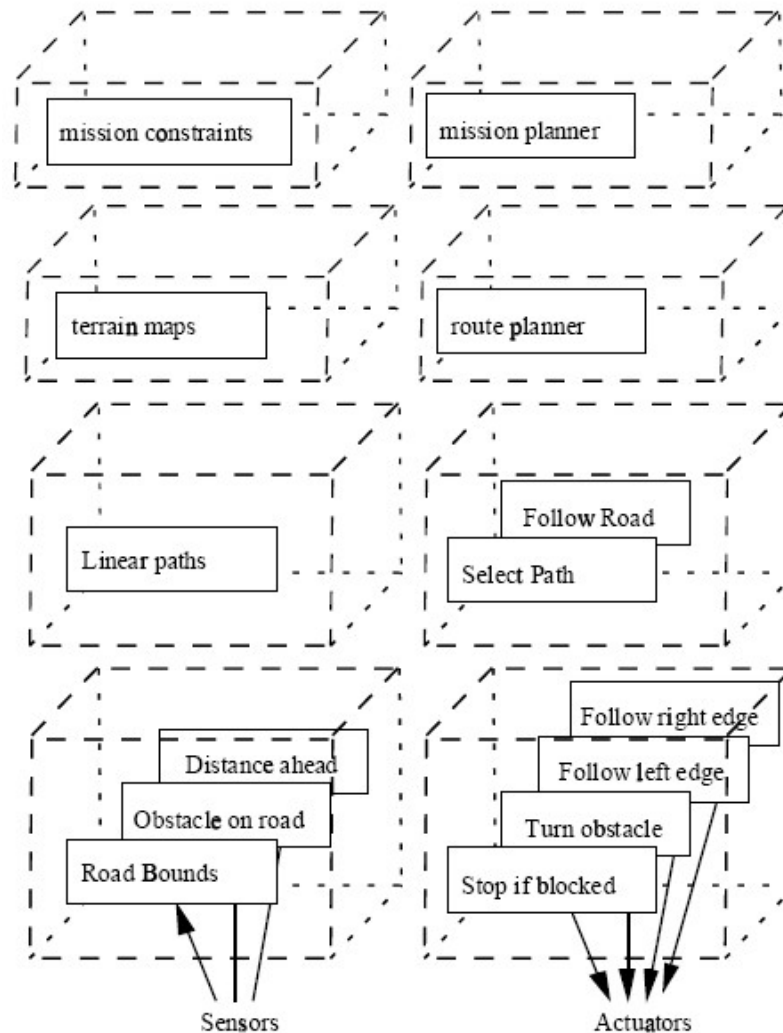 mission constraints
mission planner
terrain maps
route planner
Linear paths
Follow Road
Select Path
Distance ahead
Obstacle on road
Road Bounds
Follow right edge
Follow left edge
Turn obstacle
Stop if blocked
Sensors
Actuators